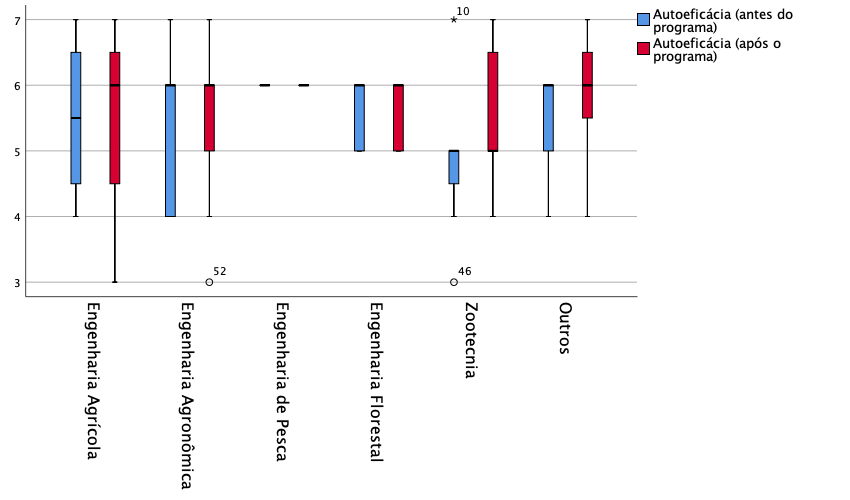 7
6
5
4
3
10
52
46
Autoeficácia (antes do
programa)
Autoeficácia (após o
programa)
Engenharia Agrícola
Engenharia Agronômica
Engenharia de Pesca
Engenharia Florestal
Zootecnia
Outros